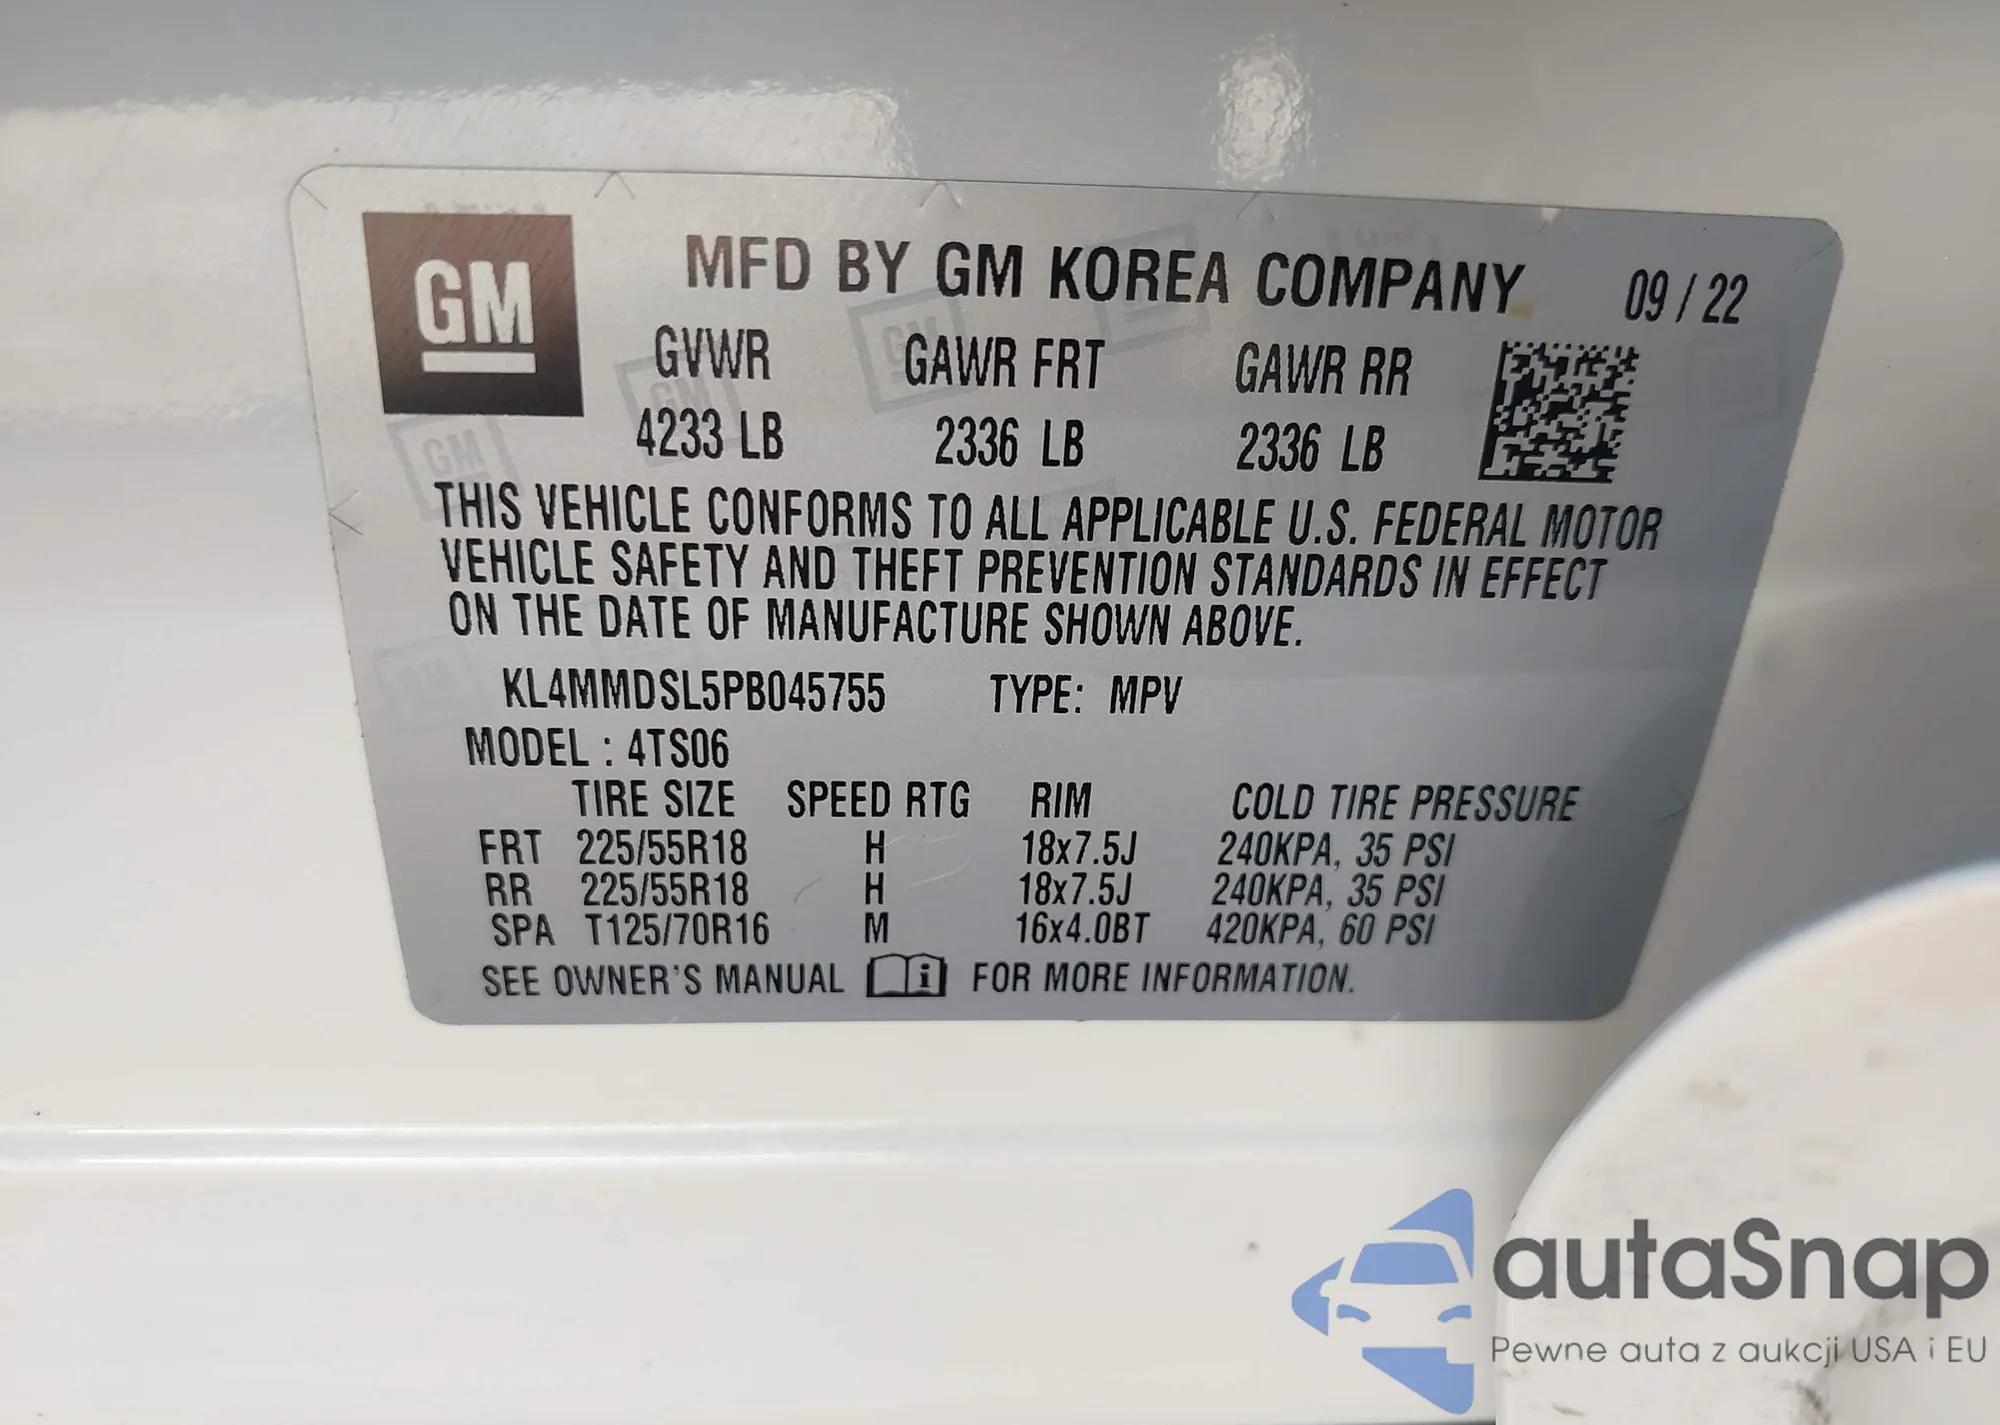 GM
MFD BY GM KOREA COMPANY 09 / 22
GVWR GAWR FRT GAWR RR
4233 LB 2336 LB 2336 LB
THIS VEHICLE CONFORMS TO ALL APPLICABLE U.S. FEDERAL MOTOR
VEHICLE SAFETY AND THEFT PREVENTION STANDARDS IN EFFECT
ON THE DATE OF MANUFACTURE SHOWN ABOVE.
KL4MMDSL5PB045755 TYPE: MPV
MODEL : 4TS06
TIRE SIZE SPEED RTG RIM COLD TIRE PRESSURE
FRT 225/55R18 H 18x7.5J 240KPA, 35 PSI
RR 225/55R18 H 18x7.5J 240KPA, 35 PSI
SPA T125/70R16 M 16x4.0BT 420KPA, 60 PSI
SEE OWNER'S MANUAL i FOR MORE INFORMATION.
autaSnap
Pewne auta z aukcji USA i EU